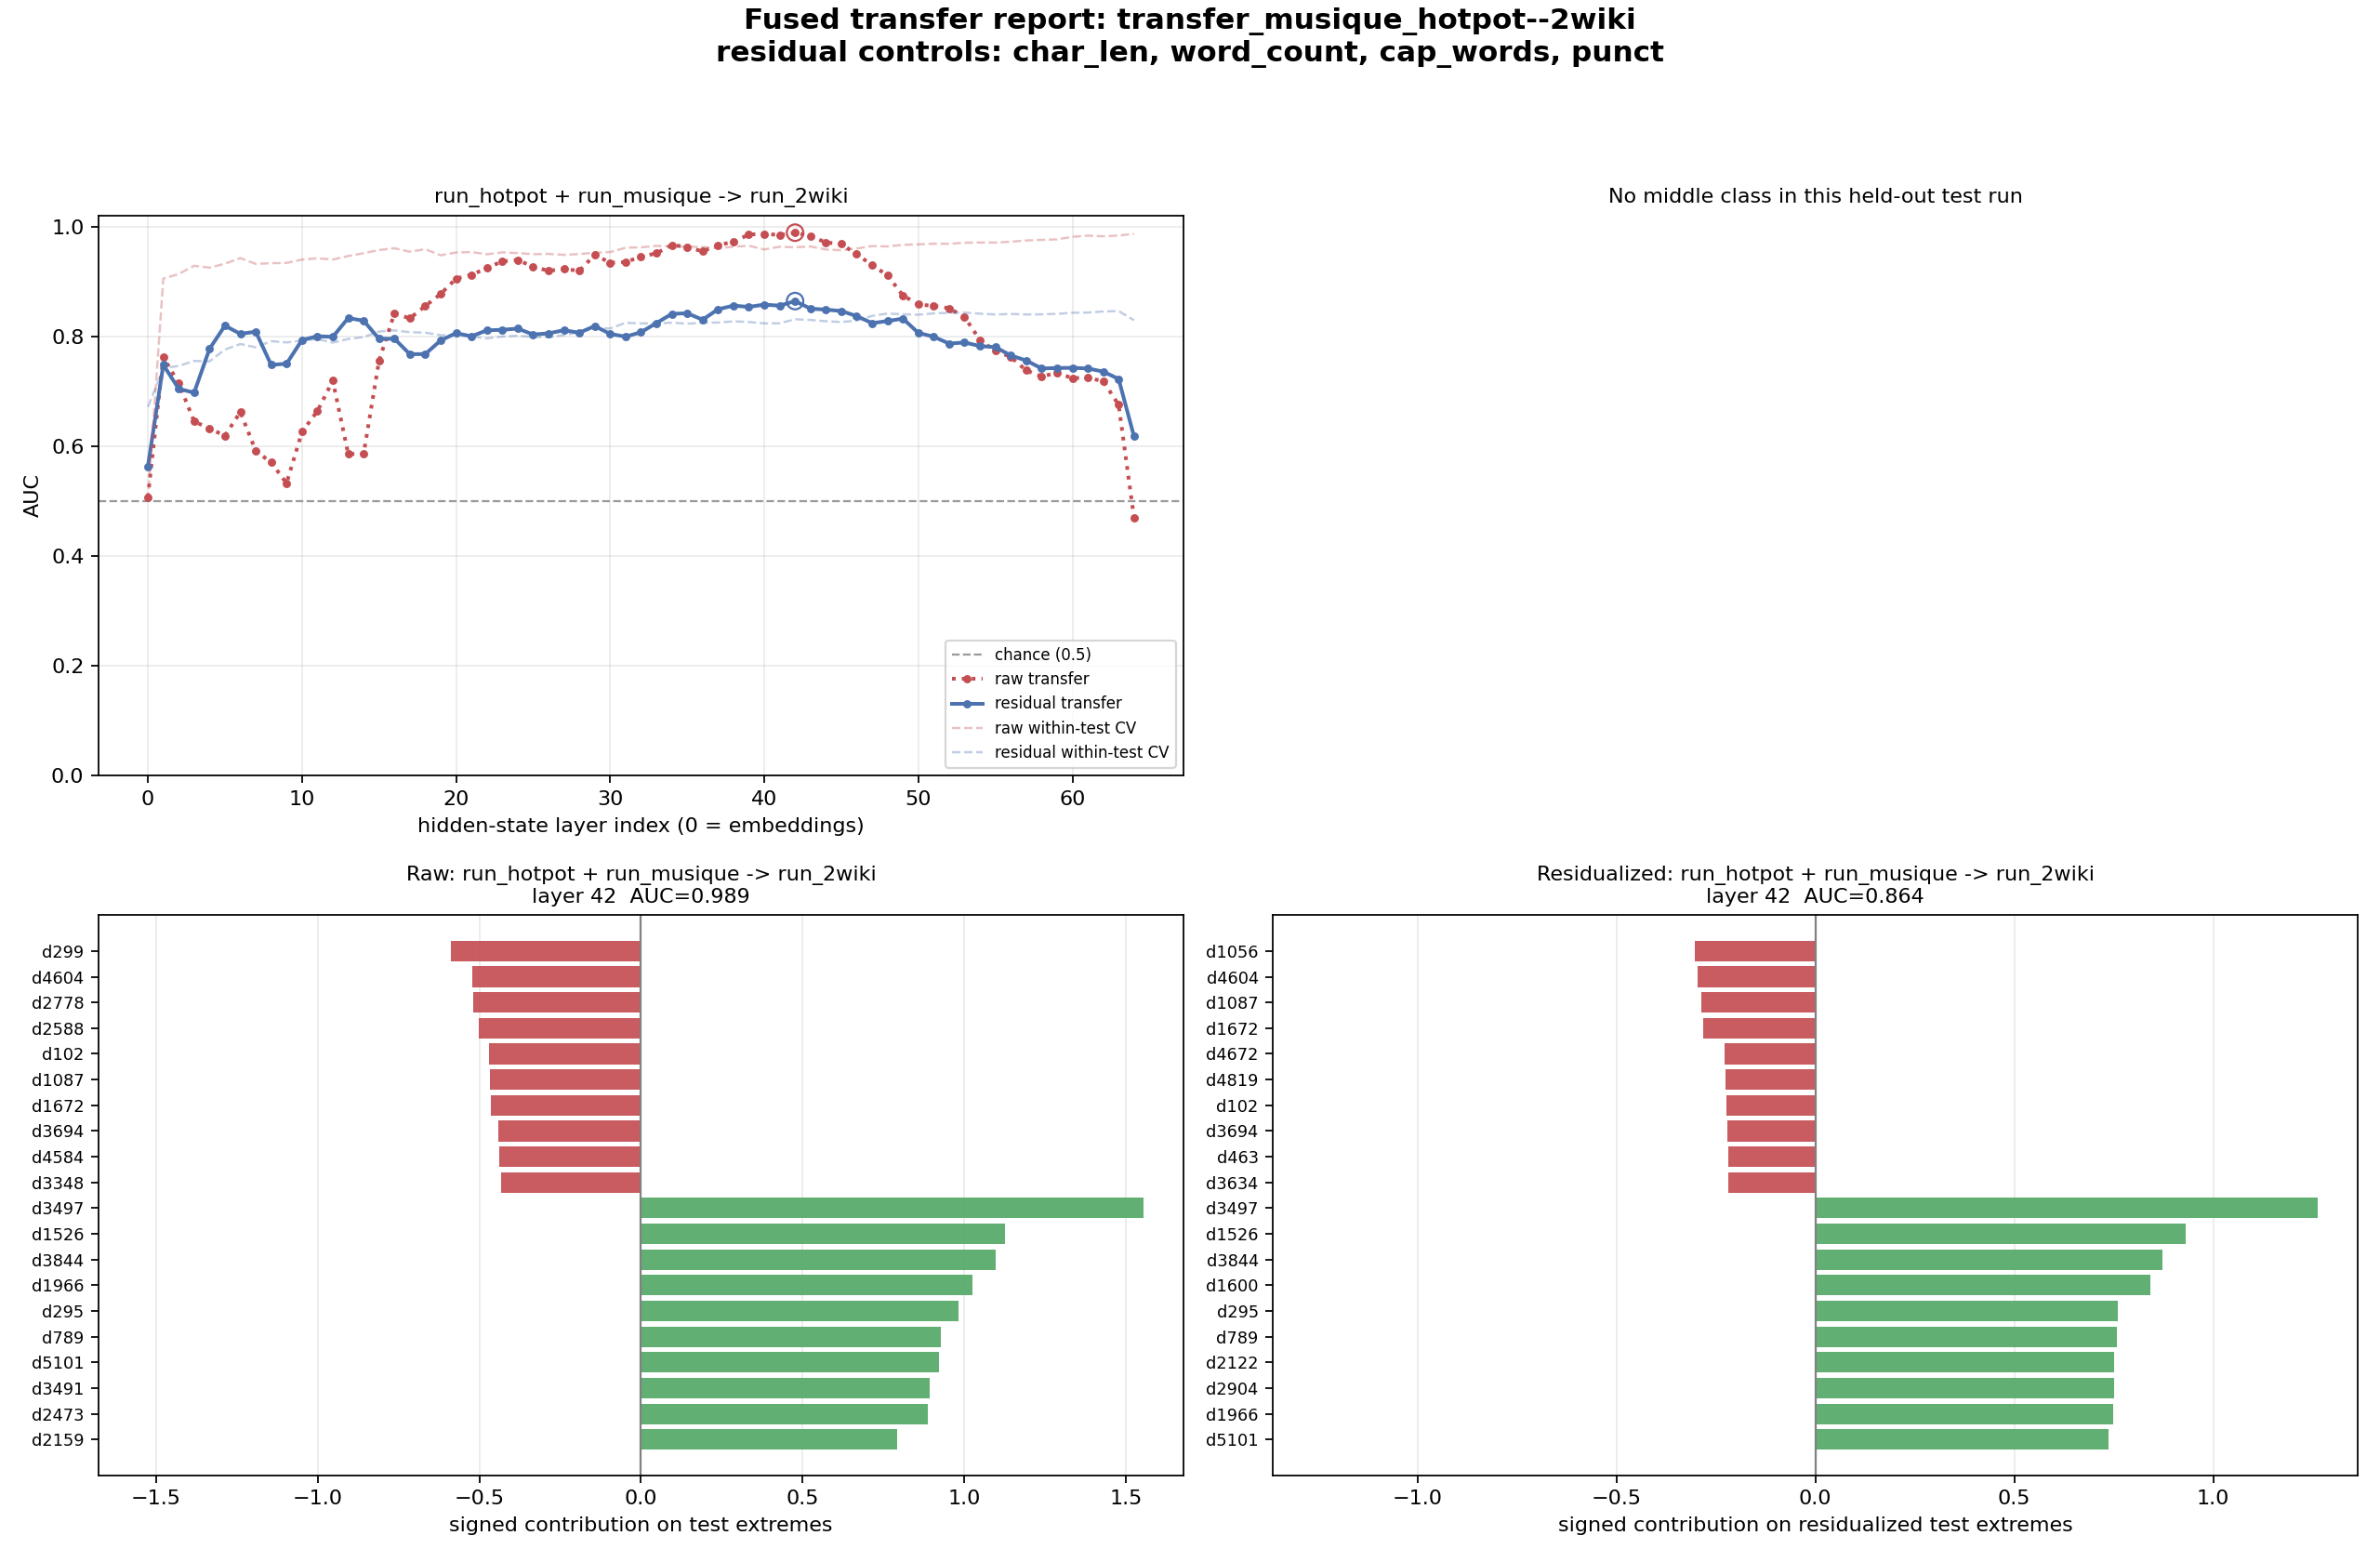 Fused transfer report: transfer_musique_hotpot--2wiki
residual controls: char_len, word_count, cap_words, punct
run_hotpot + run_musique -> run_2wiki
1.0
0.8
0.6
0.4
0.2
0.0
AUC
0 10 20 30 40 50 60
hidden-state layer index (0 = embeddings)
chance (0.5)
raw transfer
residual transfer
raw within-test CV
residual within-test CV
No middle class in this held-out test run
Raw: run_hotpot + run_musique -> run_2wiki
layer 42 AUC=0.989
d299
d4604
d2778
d2588
d102
d1087
d1672
d3694
d4584
d3348
d3497
d1526
d3844
d1966
d295
d789
d5101
d3491
d2473
d2159
−1.5 −1.0 −0.5 0.0 0.5 1.0 1.5
signed contribution on test extremes
Residualized: run_hotpot + run_musique -> run_2wiki
layer 42 AUC=0.864
d1056
d4604
d1087
d1672
d4672
d4819
d102
d3694
d463
d3634
d3497
d1526
d3844
d1600
d295
d789
d2122
d2904
d1966
d5101
−1.0 −0.5 0.0 0.5 1.0
signed contribution on residualized test extremes